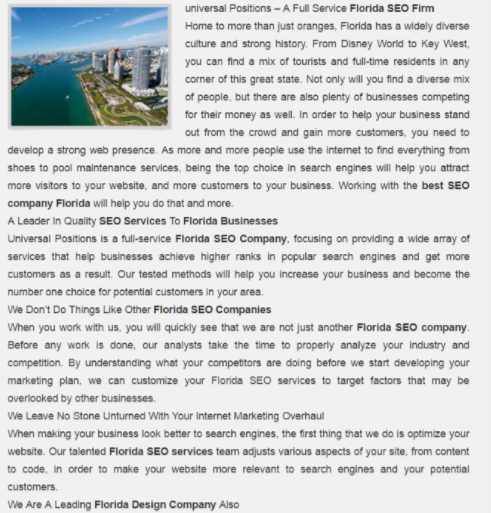 universal Positions – A Full Service Florida SEO Firm
Home to more than just oranges, Florida has a widely diverse
culture and strong history. From Disney World to Key West,
you can find a mix of tourists and full-time residents in any
corner of this great state. Not only will you find a diverse mix
of people, but there are also plenty of businesses competing
for their money as well. In order to help your business stand
out from the crowd and gain more customers, you need to
develop a strong web presence. As more and more people use the internet to find everything from
shoes to pool maintenance services, being the top choice in search engines will help you attract
more visitors to your website, and more customers to your business. Working with the best SEO
company Florida will help you do that and more.
A Leader In Quality SEO Services To Florida Businesses
Universal Positions is a full-service Florida SEO Company, focusing on providing a wide array of
services that help businesses achieve higher ranks in popular search engines and get more
customers as a result. Our tested methods will help you increase your business and become the
number one choice for potential customers in your area.
We Don't Do Things Like Other Florida SEO Companies
When you work with us, you will quickly see that we are not just another Florida SEO company.
Before any work is done, our analysts take the time to properly analyze your industry and
competition. By understanding what your competitors are doing before we start developing your
marketing plan, we can customize your Florida SEO services to target factors that may be
overlooked by other businesses.
We Leave No Stone Unturned With Your Internet Marketing Overhaul
When making your business look better to search engines, the first thing that we do is optimize your
website. Our talented Florida SEO services team adjusts various aspects of your site, from content
to code, in order to make your website more relevant to search engines and your potential
customers.
We Are A Leading Florida Design Company Also